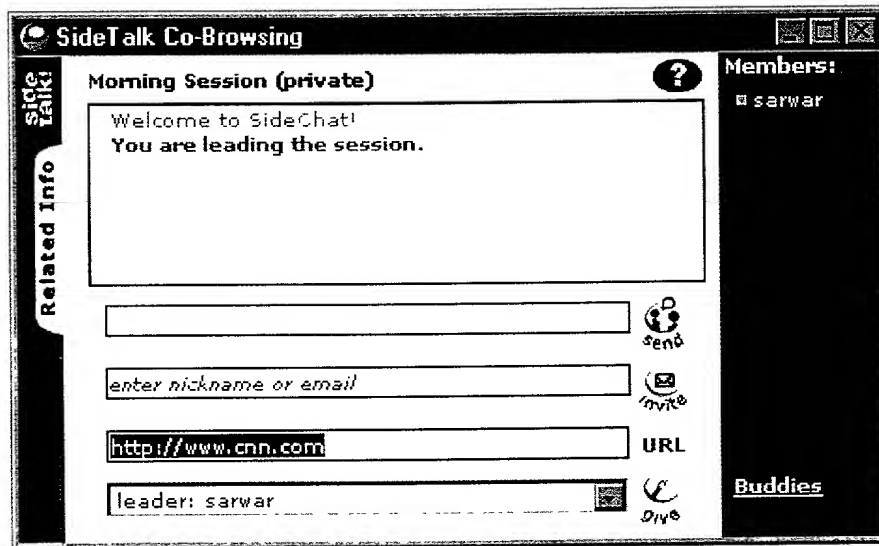 SideTalk Co-Browsing
side
talk!
Related Info
Morning Session (private)
?
Welcome to SideChat!
You are leading the session.
send
enter nickname or email
invite
http://www.cnn.com
URL
leader: sarwar
Dive
Members:
sarwar
Buddies